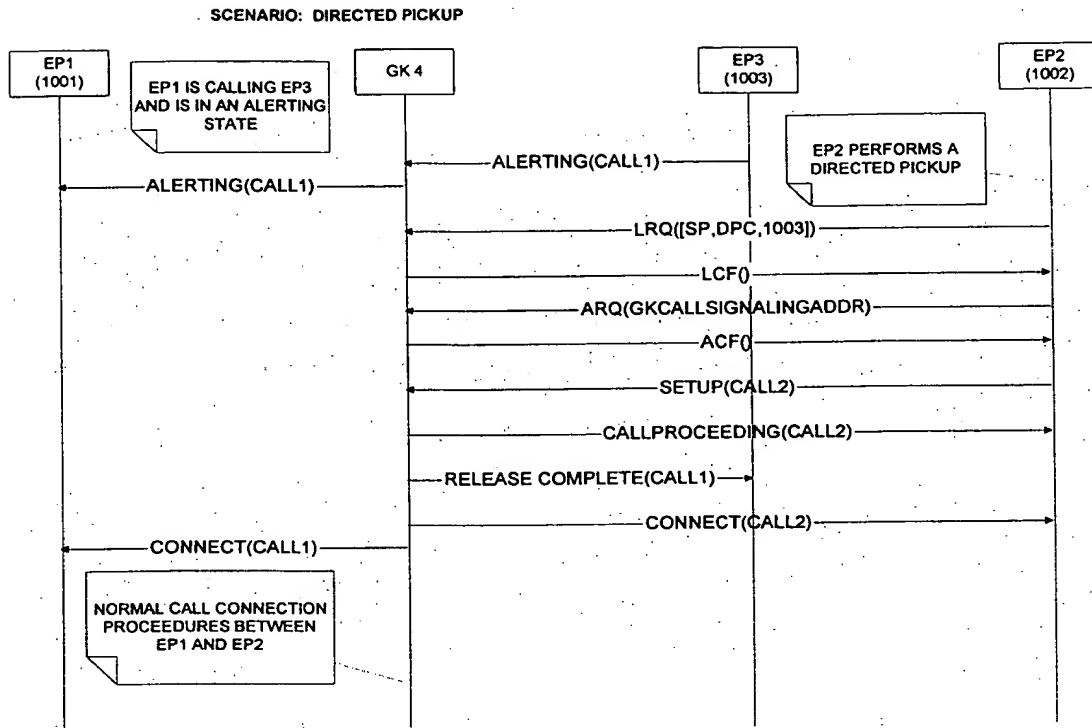 SCENARIO: DIRECTED PICKUP
EP1
(1001)
GK 4
EP3
(1003)
EP2
(1002)
EP1 IS CALLING EP3
AND IS IN AN ALERTING
STATE
EP2 PERFORMS A
DIRECTED PICKUP
ALERTING(CALL1)
ALERTING(CALL1)
LRQ([SP,DPC,1003])
LCF()
ARQ(GKCALLSIGNALINGADDR)
ACF()
SETUP(CALL2)
CALLPROCEEDING(CALL2)
RELEASE COMPLETE(CALL1)
CONNECT(CALL2)
CONNECT(CALL1)
NORMAL CALL CONNECTION
PROCEEDURES BETWEEN
EP1 AND EP2